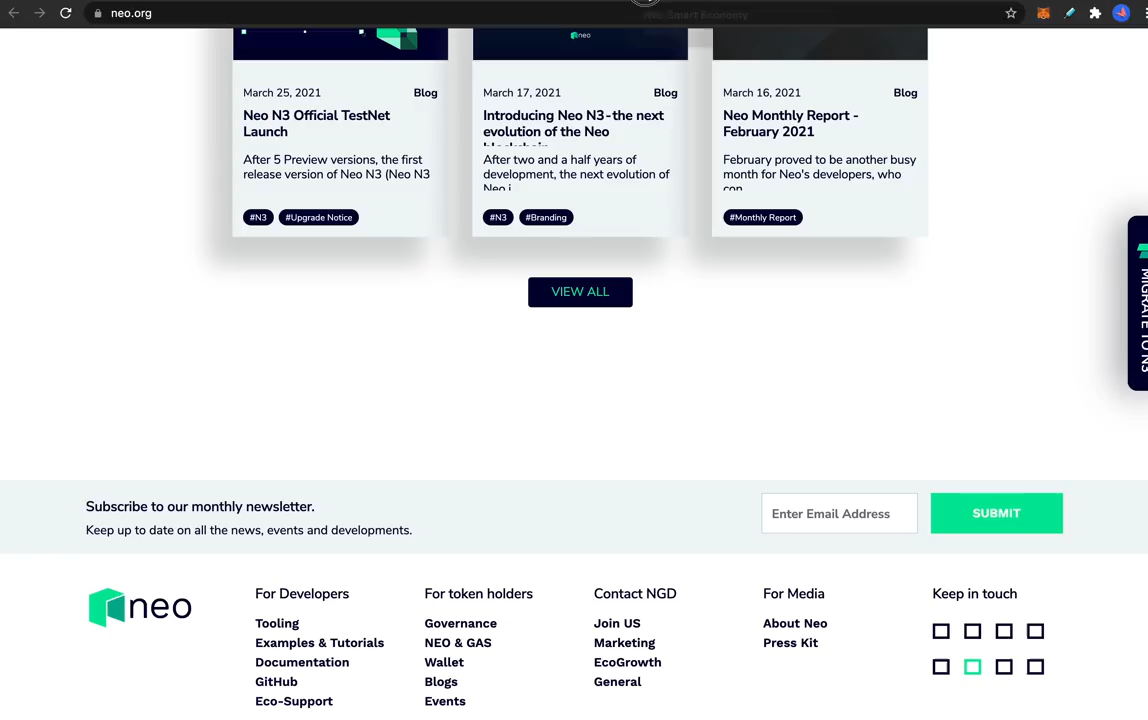 neo.org
Neo Smart Economy
neo
March 25, 2021 Blog
Neo N3 Official TestNet
Launch
After 5 Preview versions, the first
release version of Neo N3 (Neo N3
#N3 #Upgrade Notice
March 17, 2021 Blog
Introducing Neo N3-the next
evolution of the Neo
blockchain
After two and a half years of
development, the next evolution of
Neo i
#N3 #Branding
March 16, 2021 Blog
Neo Monthly Report -
February 2021
February proved to be another busy
month for Neo's developers, who
con
#Monthly Report
VIEW ALL
MIGRATE TO N3
Subscribe to our monthly newsletter.
Keep up to date on all the news, events and developments.
Enter Email Address
SUBMIT
neo
For Developers
Tooling
Examples & Tutorials
Documentation
GitHub
Eco-Support
For token holders
Governance
NEO & GAS
Wallet
Blogs
Events
Contact NGD
Join US
Marketing
EcoGrowth
General
For Media
About Neo
Press Kit
Keep in touch